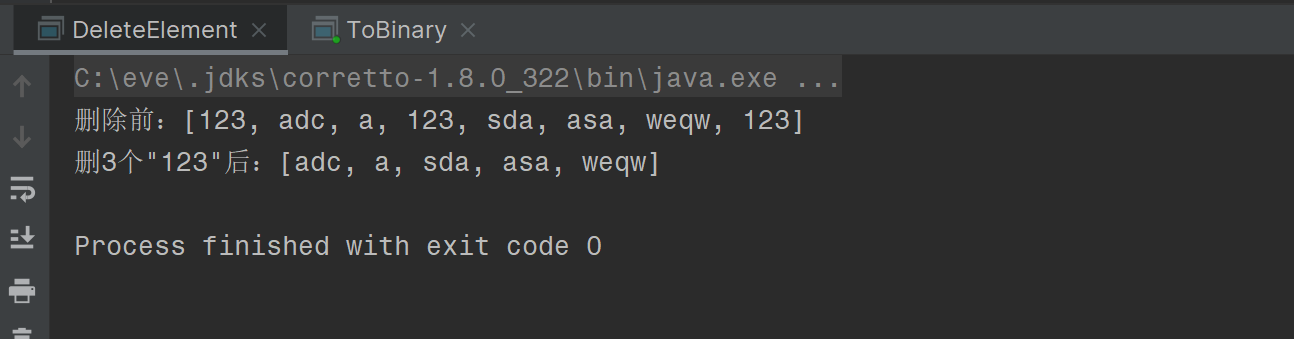 DeleteElement
ToBinary
C:\eve\.jdks\corretto-1.8.0_322\bin\java.exe ...
删除前：[123, adc, a, 123, sda, asa, weqw, 123]
删3个"123"后：[adc, a, sda, asa, weqw]
Process finished with exit code 0